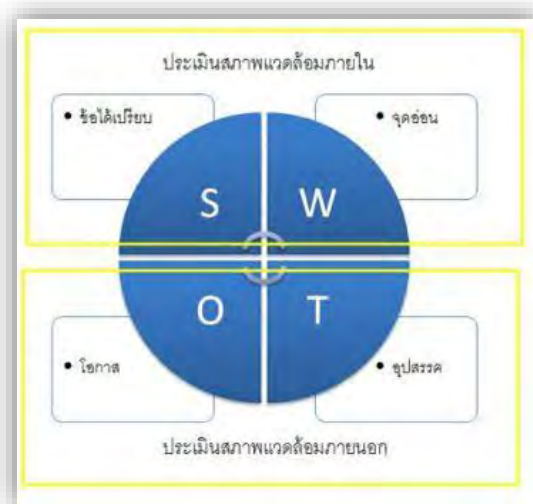 ประเมินสภาพแวดล้อมภายใน
• ข้อได้เปรียบ
• จุดอ่อน
S W
O T
• โอกาส
• อุปสรรค
ประเมินสภาพแวดล้อมภายนอก